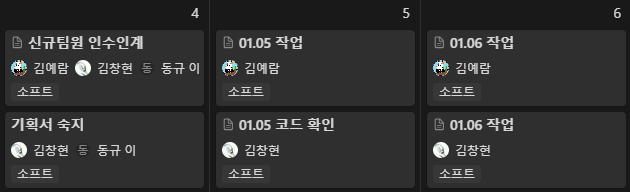 4
신규팀원 인수인계
김예람 김창현 동 동규 이
소프트
기획서 숙지
김창현 동 동규 이
소프트
5
01.05 작업
김예람
소프트
01.05 코드 확인
김창현
소프트
6
01.06 작업
김예람
소프트
01.06 작업
김창현
소프트